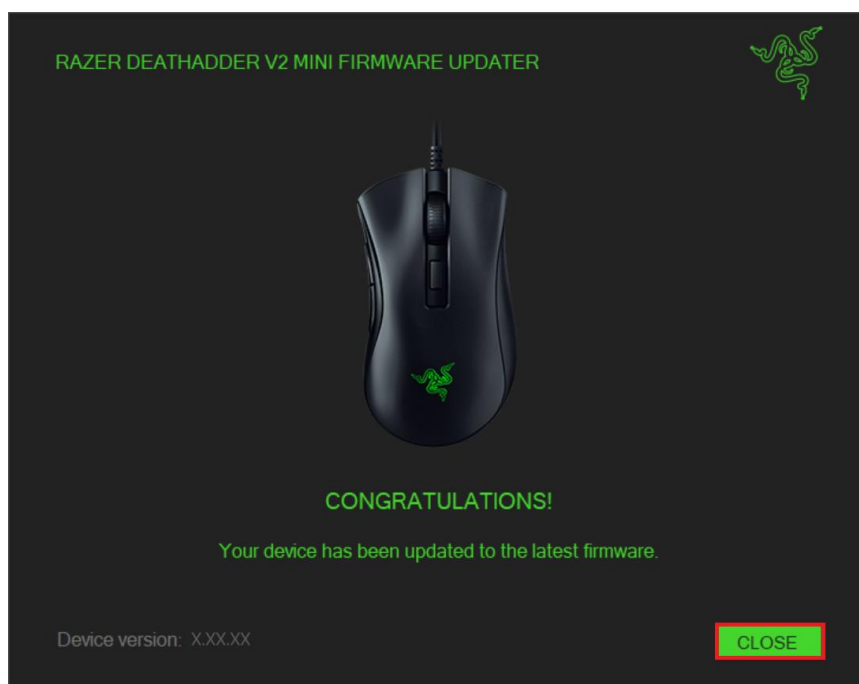 RAZER DEATHADDER V2 MINI FIRMWARE UPDATER
CONGRATULATIONS!
Your device has been updated to the latest firmware.
Device version: X.XX.XX
CLOSE